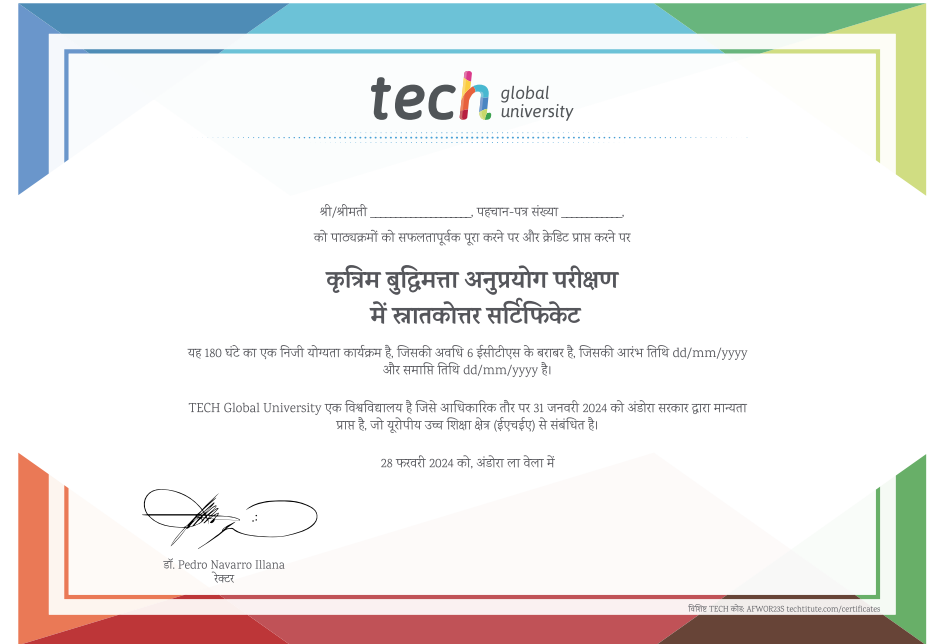 tech global
university
श्री/श्रीमती ____________________, पहचान-पत्र संख्या ____________,
को पाठ्यक्रमों को सफलतापूर्वक पूरा करने पर और क्रेडिट प्राप्त करने पर
कृत्रिम बुद्धिमत्ता अनुप्रयोग परीक्षण
में स्नातकोत्तर सर्टिफिकेट
यह 180 घंटे का एक निजी योग्यता कार्यक्रम है, जिसकी अवधि 6 ईसीटीएस के बराबर है, जिसकी आरंभ तिथि dd/mm/yyyy
और समाप्ति तिथि dd/mm/yyyy है।
TECH Global University एक विश्वविद्यालय है जिसे आधिकारिक तौर पर 31 जनवरी 2024 को अंडोरा सरकार द्वारा मान्यता
प्राप्त है, जो यूरोपीय उच्च शिक्षा क्षेत्र (ईएचईए) से संबंधित है।
28 फरवरी 2024 को, अंडोरा ला वेला में
डॉ. Pedro Navarro Illana
रेक्टर
विशिष्ट TECH कोड: AFWOR23S techtitute.com/certificates